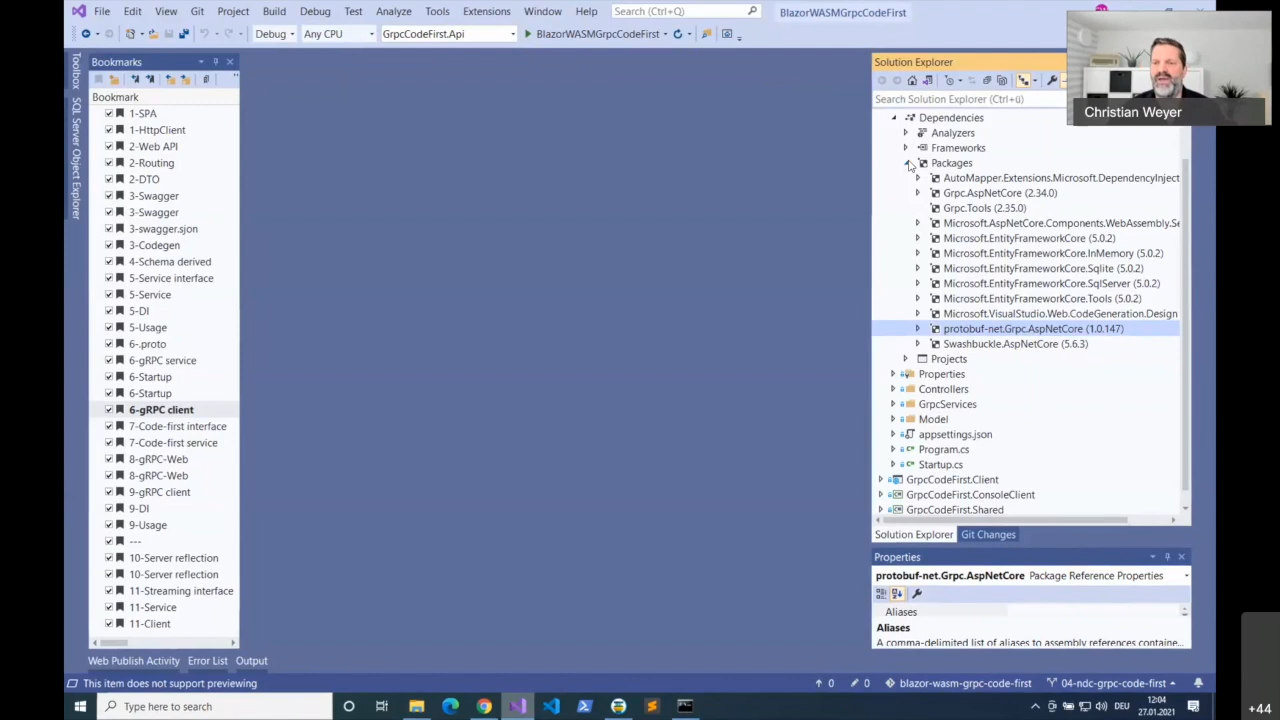 File Edit View Git Project Build Debug Test Analyze Tools Extensions Window Help Search (Ctrl+Q) BlazorWASMGrpcCodeFirst
Debug Any CPU GrpcCodeFirst.Api BlazorWASMGrpcCodeFirst
Toolbox
SQL Server Object Explorer
Bookmarks
Bookmark
1-SPA
1-HttpClient
2-Web API
2-Routing
2-DTO
3-Swagger
3-Swagger
3-swagger.sjon
3-Codegen
4-Schema derived
5-Service interface
5-Service
5-DI
5-Usage
6-.proto
6-gRPC service
6-Startup
6-Startup
6-gRPC client
7-Code-first interface
7-Code-first service
8-gRPC-Web
8-gRPC-Web
9-gRPC client
9-DI
9-Usage
---
10-Server reflection
10-Server reflection
11-Streaming interface
11-Service
11-Client
Solution Explorer
Search Solution Explorer (Ctrl+ü)
Dependencies
Analyzers
Frameworks
Packages
AutoMapper.Extensions.Microsoft.DependencyInject
Grpc.AspNetCore (2.34.0)
Grpc.Tools (2.35.0)
Microsoft.AspNetCore.Components.WebAssembly.Se
Microsoft.EntityFrameworkCore (5.0.2)
Microsoft.EntityFrameworkCore.InMemory (5.0.2)
Microsoft.EntityFrameworkCore.Sqlite (5.0.2)
Microsoft.EntityFrameworkCore.SqlServer (5.0.2)
Microsoft.EntityFrameworkCore.Tools (5.0.2)
Microsoft.VisualStudio.Web.CodeGeneration.Design
protobuf-net.Grpc.AspNetCore (1.0.147)
Swashbuckle.AspNetCore (5.6.3)
Projects
Properties
Controllers
GrpcServices
Model
appsettings.json
Program.cs
Startup.cs
GrpcCodeFirst.Client
GrpcCodeFirst.ConsoleClient
GrpcCodeFirst.Shared
Solution Explorer Git Changes
Properties
protobuf-net.Grpc.AspNetCore Package Reference Properties
Aliases
Aliases
A comma-delimited list of aliases to assembly references containe...
Christian Weyer
Web Publish Activity Error List Output
This item does not support previewing 0 0 blazor-wasm-grpc-code-first 04-ndc-grpc-code-first
Type here to search DEU 12:04
27.01.2021
+44